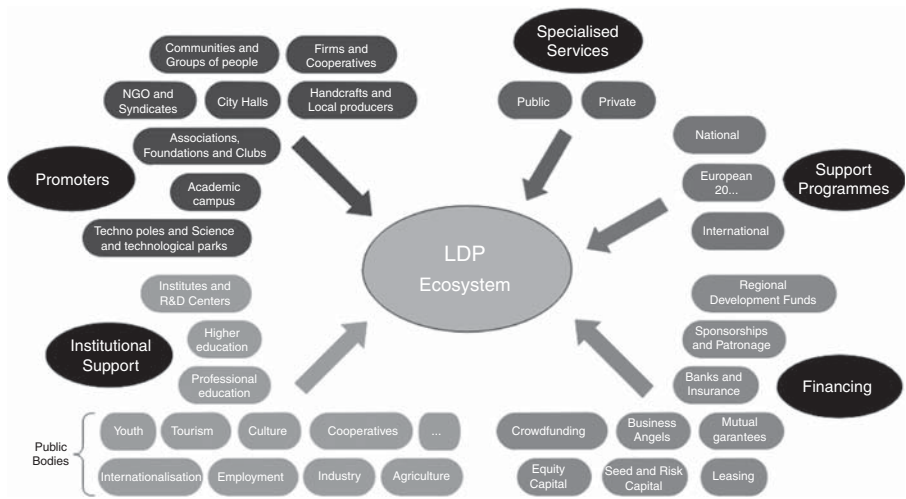 Specialised
Services
Communities and
Groups of people
Firms and
Cooperatives
NGO and
Syndicates
City Halls
Handcrafts and
Local producers
Public
Private
Associations,
Foundations and Clubs
National
Promoters
Academic
campus
European
20...
Support
Programmes
Techno poles and Science
and technological parks
International
LDP
Ecosystem
Institutes and
R&D Centers
Regional
Development Funds
Higher
education
Sponsorships
and Patronage
Institutional
Support
Professional
education
Banks and
Insurance
Financing
Public
Bodies
Youth
Tourism
Culture
Cooperatives
...
Crowdfunding
Business
Angels
Mutual
garantees
Internationalisation
Employment
Industry
Agriculture
Equity
Capital
Seed and Risk
Capital
Leasing